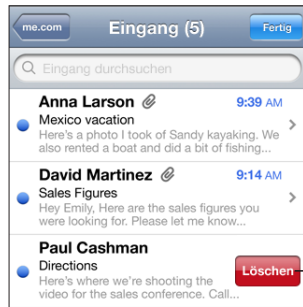 me.com
Eingang (5)
Fertig
Eingang durchsuchen
Anna Larson
9:39 AM
Mexico vacation
Here's a photo I took of Sandy kayaking. We
also rented a boat and did a bit of fishing...
David Martinez
9:14 AM
Sales Figures
Hey Emily, Here are the sales figures you
were looking for. Please let me know...
Paul Cashman
Directions
Löschen
Here's where we're shooting the
video for the sales conference. Call...